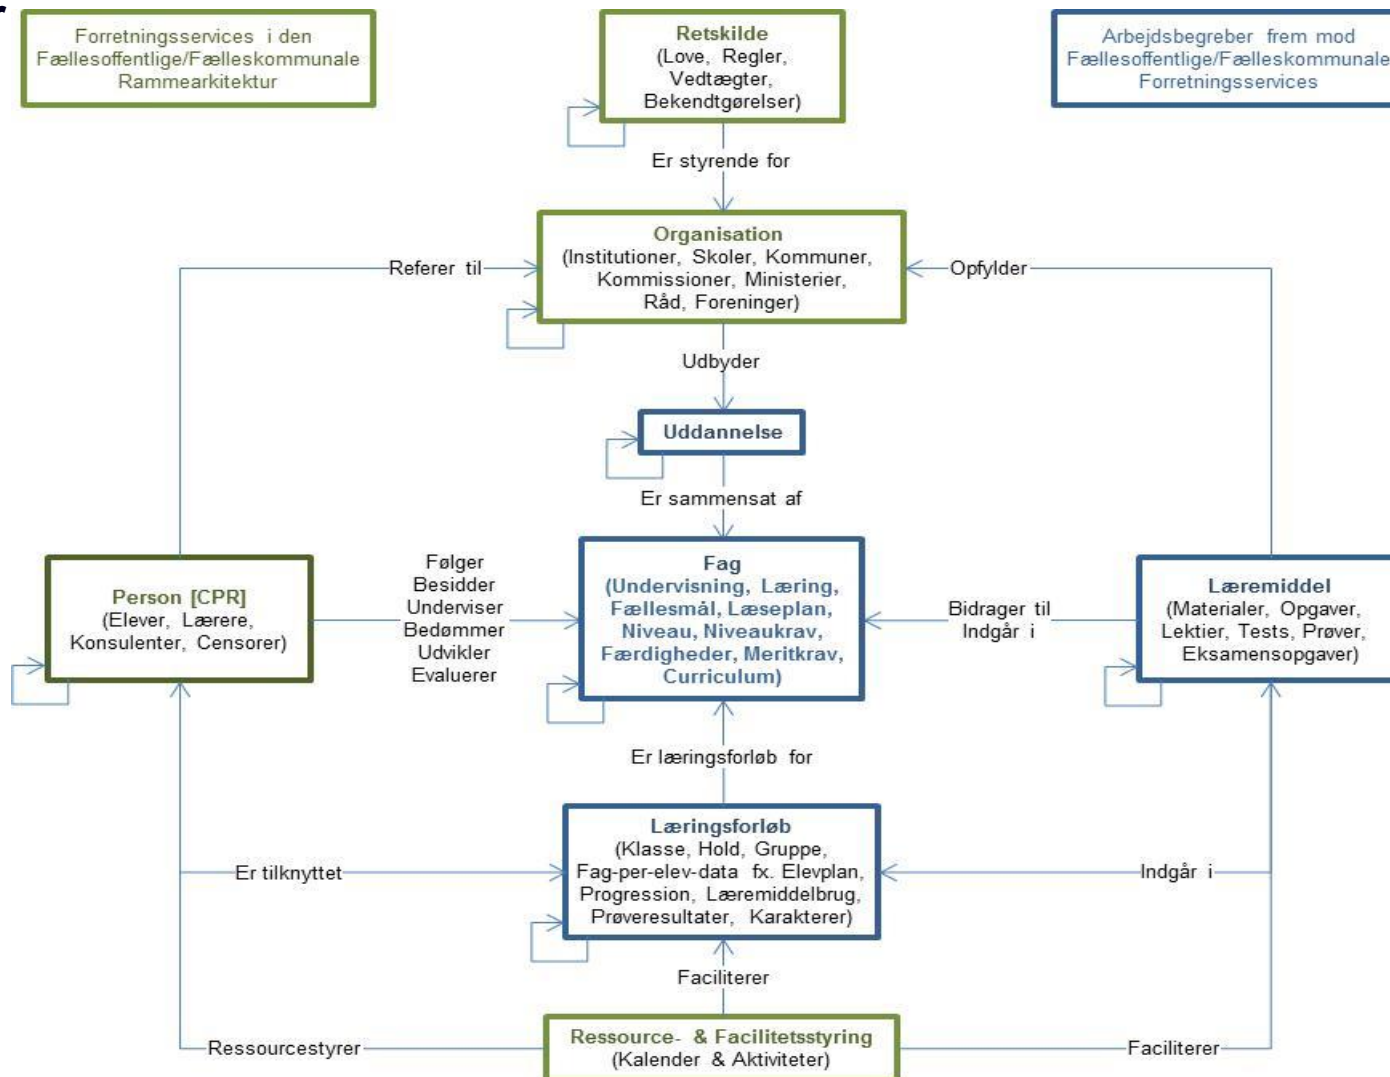 Forretningsservices i den
Fællesoffentlige/Fælleskommunale
Rammearkitektur
Retskilde
(Love, Regler,
Vedtægter,
Bekendtgørelser)
Arbejdsbegreber frem mod
Fællesoffentlige/Fælleskommunale
Forretningsservices
Er styrende for
Organisation
(Institutioner, Skoler, Kommuner,
Kommissioner, Ministerier,
Råd, Foreninger)
Referer til
Opfylder
Udbyder
Uddannelse
Er sammensat af
Person [CPR]
(Elever, Lærere,
Konsulenter, Censorer)
Følger
Besidder
Underviser
Bedømmer
Udvikler
Evaluerer
Fag
(Undervisning, Læring,
Fællesmål, Læseplan,
Niveau, Niveaukrav,
Færdigheder, Meritkrav,
Curriculum)
Bidrager til
Indgår i
Læremiddel
(Materialer, Opgaver,
Lektier, Tests, Prøver,
Eksamensopgaver)
Er læringsforløb for
Læringsforløb
(Klasse, Hold, Gruppe,
Fag-per-elev-data fx. Elevplan,
Progression, Læremiddelbrug,
Prøveresultater, Karakterer)
Er tilknyttet
Indgår i
Faciliterer
Ressource- & Facilitetsstyring
(Kalender & Aktiviteter)
Ressourcestyrer
Faciliterer